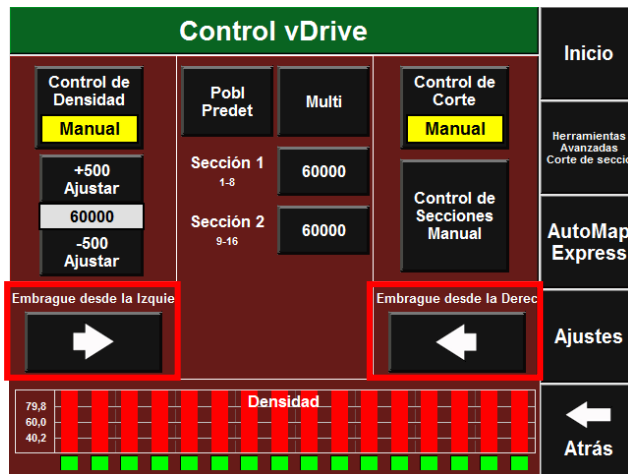 Control vDrive
Inicio
Control de
Densidad
Manual
Pobl
Predet
Multi
Control de
Corte
Manual
Herramientas
Avanzadas
Corte de secció
+500
Ajustar
60000
-500
Ajustar
Sección 1
1-8
60000
Sección 2
9-16
60000
Control de
Secciones
Manual
AutoMap
Express
Embrague desde la Izquie
Embrague desde la Derec
Ajustes
Densidad
79,8
60,0
40,2
Atrás